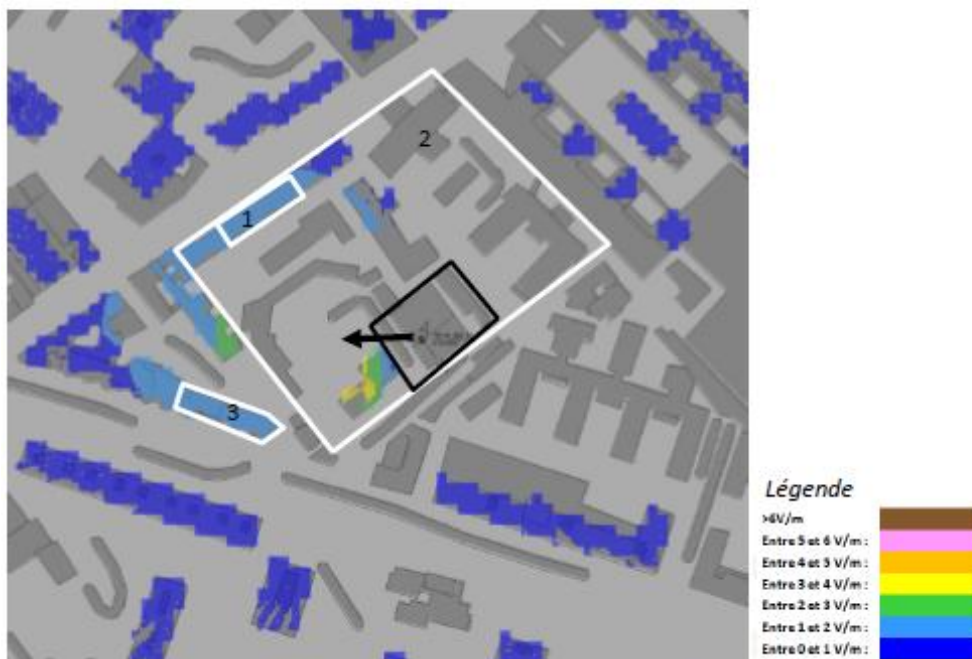 2
1
3
Légende
>6V/m
Entre 5 et 6 V/m :
Entre 4 et 5 V/m :
Entre 3 et 4 V/m :
Entre 2 et 3 V/m :
Entre 1 et 2 V/m :
Entre 0 et 1 V/m :